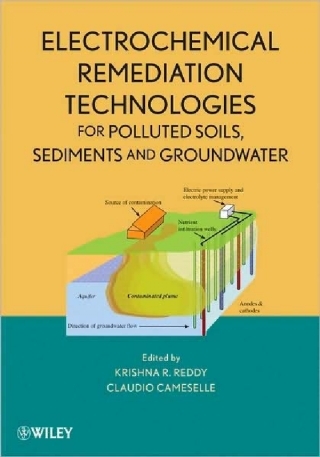 ELECTROCHEMICAL
REMEDIATION
TECHNOLOGIES
FOR POLLUTED SOILS,
SEDIMENTS AND GROUNDWATER
Electric power supply and
electrolyte management
Source of contamination
Nutrient
infiltration wells
Aquifer
Contaminated plume
Anodes &
cathodes
Direction of groundwater flow
Edited by
KRISHNA R. REDDY
CLAUDIO CAMESELLE
WILEY